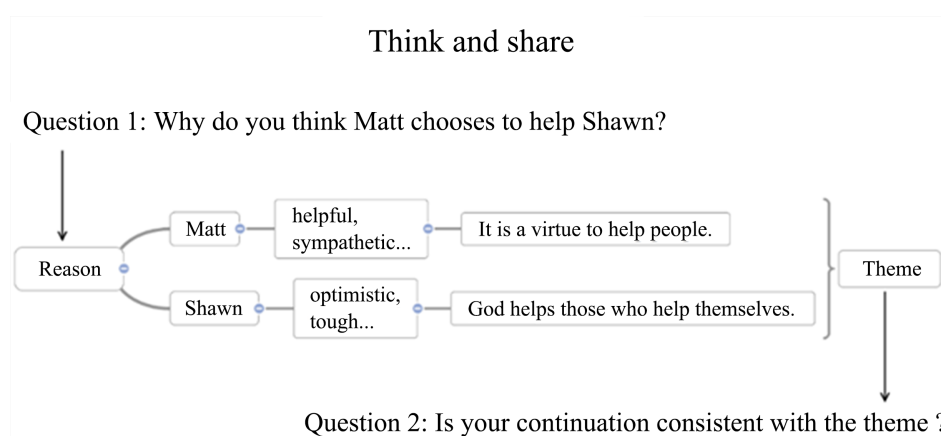 Think and share
Question 1: Why do you think Matt chooses to help Shawn?
Reason
Matt
helpful,
sympathetic...
It is a virtue to help people.
Shawn
optimistic,
tough...
God helps those who help themselves.
Theme
Question 2: Is your continuation consistent with the theme ?